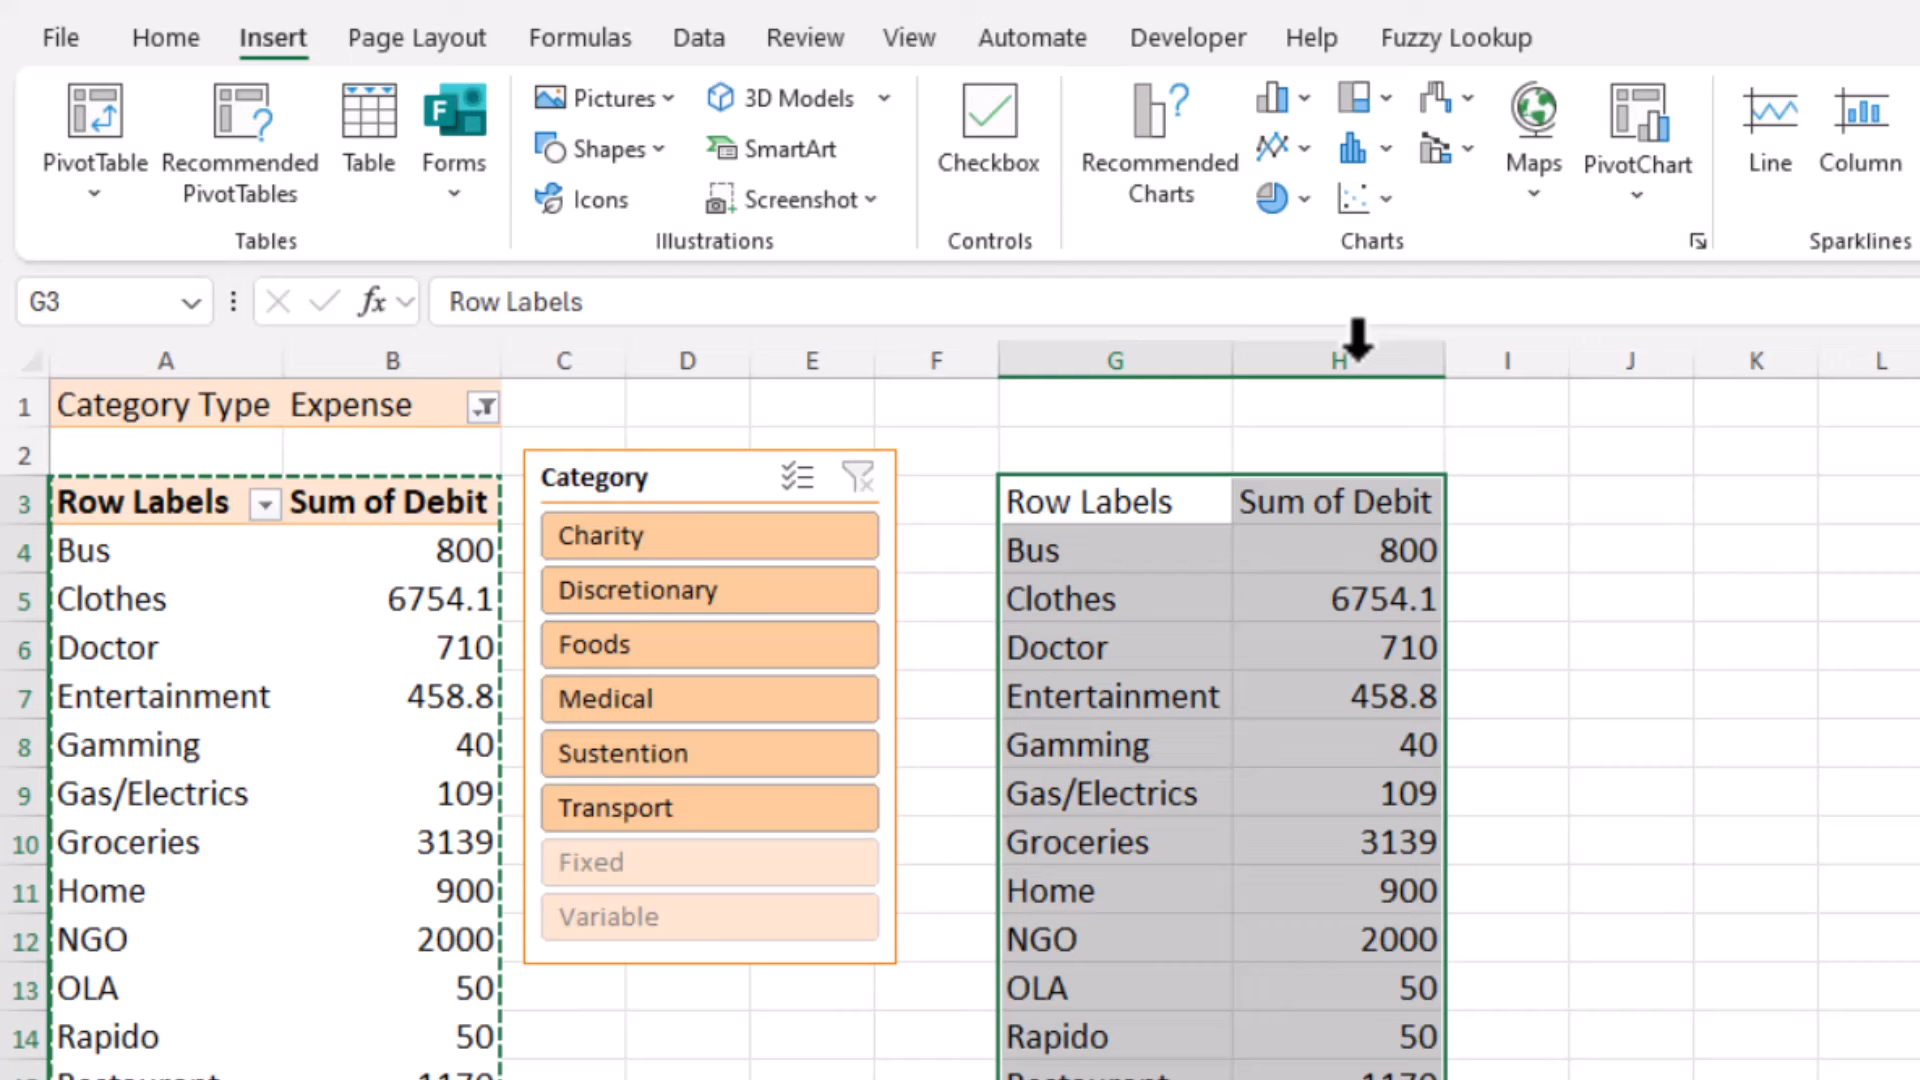 File Home Insert Page Layout Formulas Data Review View Automate Developer Help Fuzzy Lookup
PivotTable
Recommended PivotTables
Table
Forms
Tables
Pictures
Shapes
Icons
3D Models
SmartArt
Screenshot
Illustrations
Checkbox
Controls
Recommended Charts
Maps
PivotChart
Charts
Line
Column
Sparklines
G3 fx Row Labels
A B C D E F G H I J K L
1 Category Type Expense
2
3 Row Labels Sum of Debit Row Labels Sum of Debit
4 Bus 800 Bus 800
5 Clothes 6754.1 Clothes 6754.1
6 Doctor 710 Doctor 710
7 Entertainment 458.8 Entertainment 458.8
8 Gamming 40 Gamming 40
9 Gas/Electrics 109 Gas/Electrics 109
10 Groceries 3139 Groceries 3139
11 Home 900 Home 900
12 NGO 2000 NGO 2000
13 OLA 50 OLA 50
14 Rapido 50 Rapido 50
Restaurant 1170 Restaurant 1170
Category
Charity
Discretionary
Foods
Medical
Sustention
Transport
Fixed
Variable